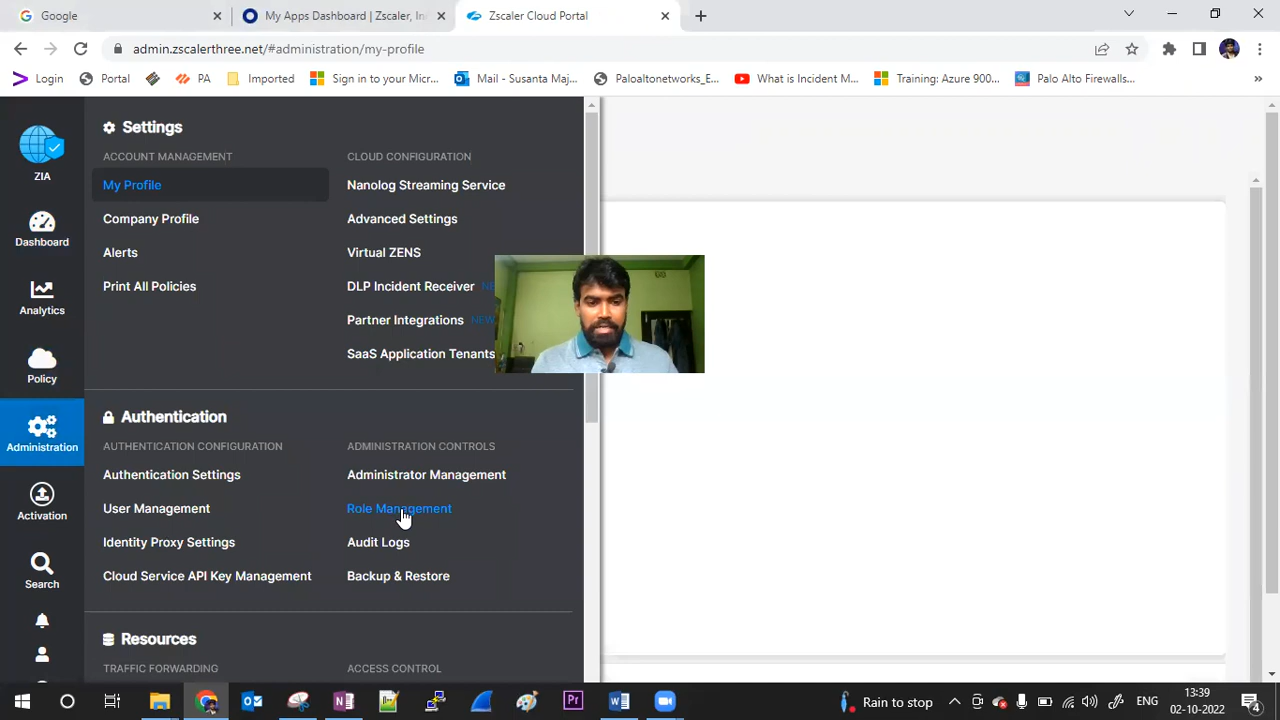 Google
My Apps Dashboard | Zscaler, In
Zscaler Cloud Portal
admin.zscalerthree.net/#administration/my-profile
Login
Portal
PA
Imported
Sign in to your Micr...
Mail - Susanta Maj...
Paloaltonetworks_E...
What is Incident M...
Training: Azure 900...
Palo Alto Firewalls...
»
ZIA
Dashboard
Analytics
Policy
Administration
Activation
Search
Settings
ACCOUNT MANAGEMENT
My Profile
Company Profile
Alerts
Print All Policies
CLOUD CONFIGURATION
Nanolog Streaming Service
Advanced Settings
Virtual ZENS
DLP Incident Receiver NE
Partner Integrations NEW
SaaS Application Tenants
Authentication
AUTHENTICATION CONFIGURATION
Authentication Settings
User Management
Identity Proxy Settings
Cloud Service API Key Management
ADMINISTRATION CONTROLS
Administrator Management
Role Management
Audit Logs
Backup & Restore
Resources
TRAFFIC FORWARDING
ACCESS CONTROL
Rain to stop
ENG
13:39
02-10-2022
4